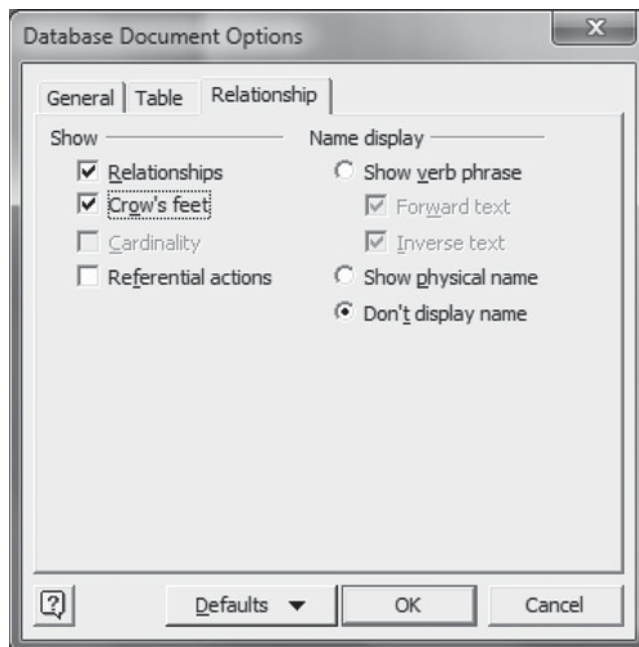 Database Document Options
General Table Relationship
Show
Relationships
Crow's feet
Cardinality
Referential actions
Name display
Show verb phrase
Forward text
Inverse text
Show physical name
Don't display name
Defaults OK Cancel